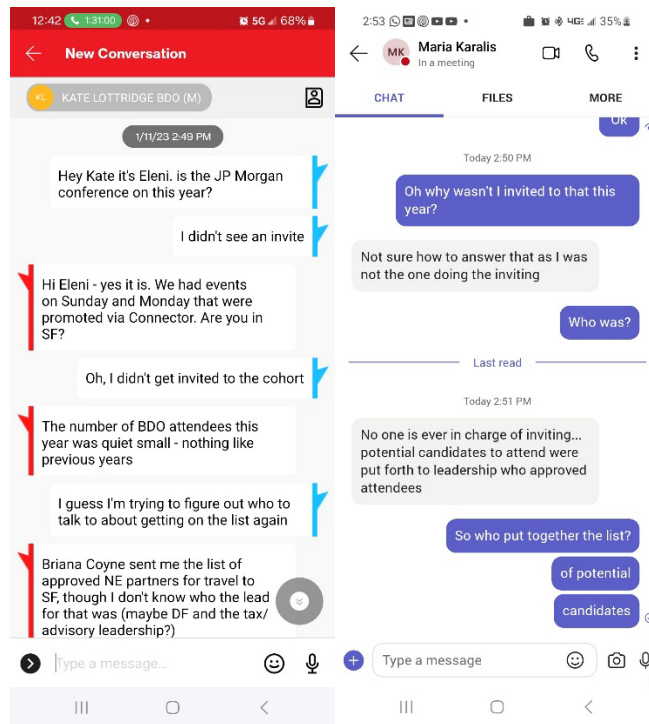 12:42 1:31:00 5G 68%
New Conversation
KL KATE LOTTRIDGE BDO (M)
1/11/23 2:49 PM
Hey Kate it's Eleni. is the JP Morgan
conference on this year?
I didn't see an invite
Hi Eleni - yes it is. We had events
on Sunday and Monday that were
promoted via Connector. Are you in
SF?
Oh, I didn't get invited to the cohort
The number of BDO attendees this
year was quiet small - nothing like
previous years
I guess I'm trying to figure out who to
talk to about getting on the list again
Briana Coyne sent me the list of
approved NE partners for travel to
SF, though I don't know who the lead
for that was (maybe DF and the tax/
advisory leadership?)
Type a message...
2:53 4G 35%
MK Maria Karalis
In a meeting
CHAT FILES MORE
Ok
Today 2:50 PM
Oh why wasn't I invited to that this
year?
Not sure how to answer that as I was
not the one doing the inviting
Who was?
Last read
Today 2:51 PM
No one is ever in charge of inviting...
potential candidates to attend were
put forth to leadership who approved
attendees
So who put together the list?
of potential
candidates
Type a message